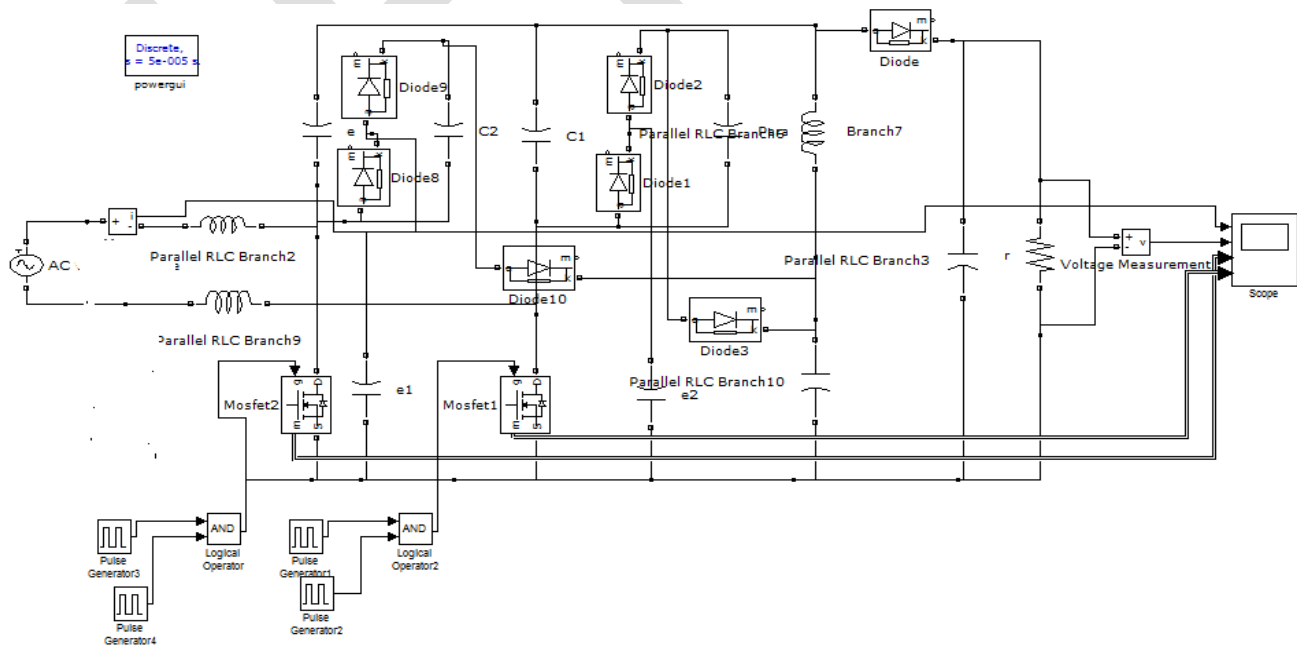 Discrete,
s = 5e-005 s.
powergui
Diode9
Diode8
e
C2
C1
Diode2
Diode1
Parallel RLC Branch6
Para
Branch7
m
a
k
Diode
AC
+
i
-
Parallel RLC Branch2
Parallel RLC Branch9
m
a
k
Diode10
m
a
k
Diode3
Parallel RLC Branch3
r
+
-
v
Voltage Measurement
Scope
Mosfet2
g
D
m
S
e1
Mosfet1
g
D
m
S
Parallel RLC Branch10
e2
AND
Logical
Operator
Pulse
Generator3
Pulse
Generator4
AND
Logical
Operator2
Pulse
Generator1
Pulse
Generator2